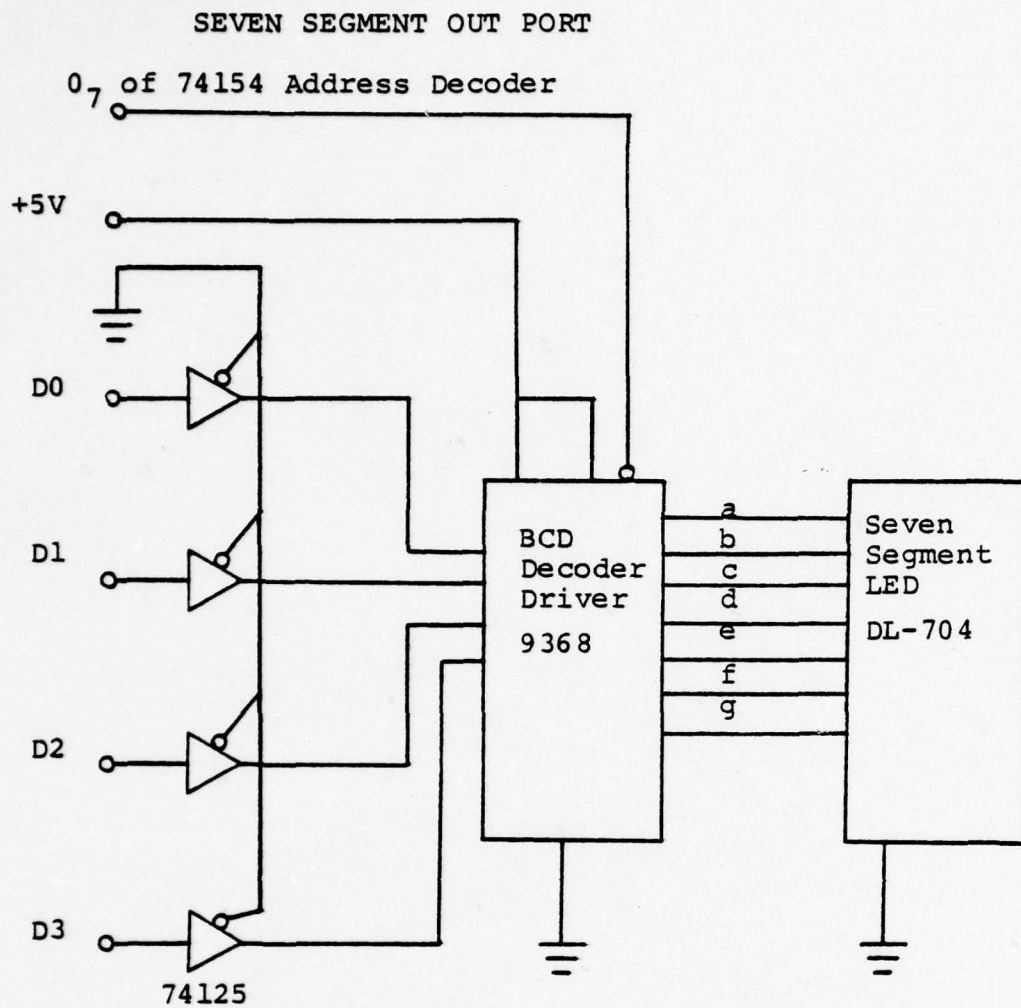 SEVEN SEGMENT OUT PORT
0₇ of 74154 Address Decoder
+5V
D0
D1
D2
D3
74125
BCD
Decoder
Driver
9368
a
b
c
d
e
f
g
Seven
Segment
LED
DL-704